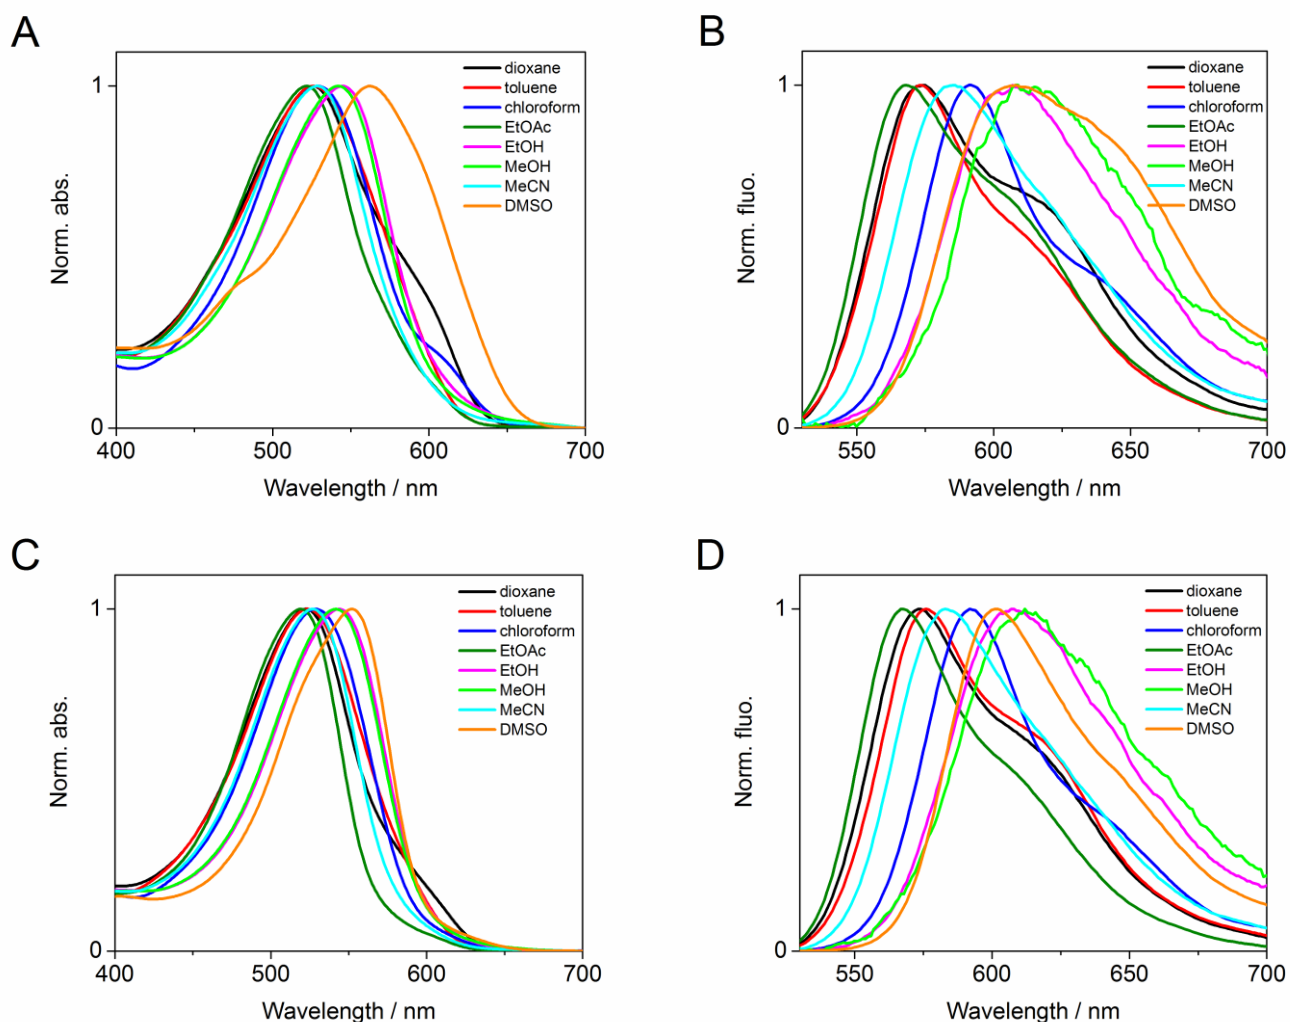 A
Norm. abs.
1
0
400
500
600
700
Wavelength / nm
dioxane
toluene
chloroform
EtOAc
EtOH
MeOH
MeCN
DMSO
B
Norm. fluo.
1
0
550
600
650
700
Wavelength / nm
dioxane
toluene
chloroform
EtOAc
EtOH
MeOH
MeCN
DMSO
C
Norm. abs.
1
0
400
500
600
700
Wavelength / nm
dioxane
toluene
chloroform
EtOAc
EtOH
MeOH
MeCN
DMSO
D
Norm. fluo.
1
0
550
600
650
700
Wavelength / nm
dioxane
toluene
chloroform
EtOAc
EtOH
MeOH
MeCN
DMSO